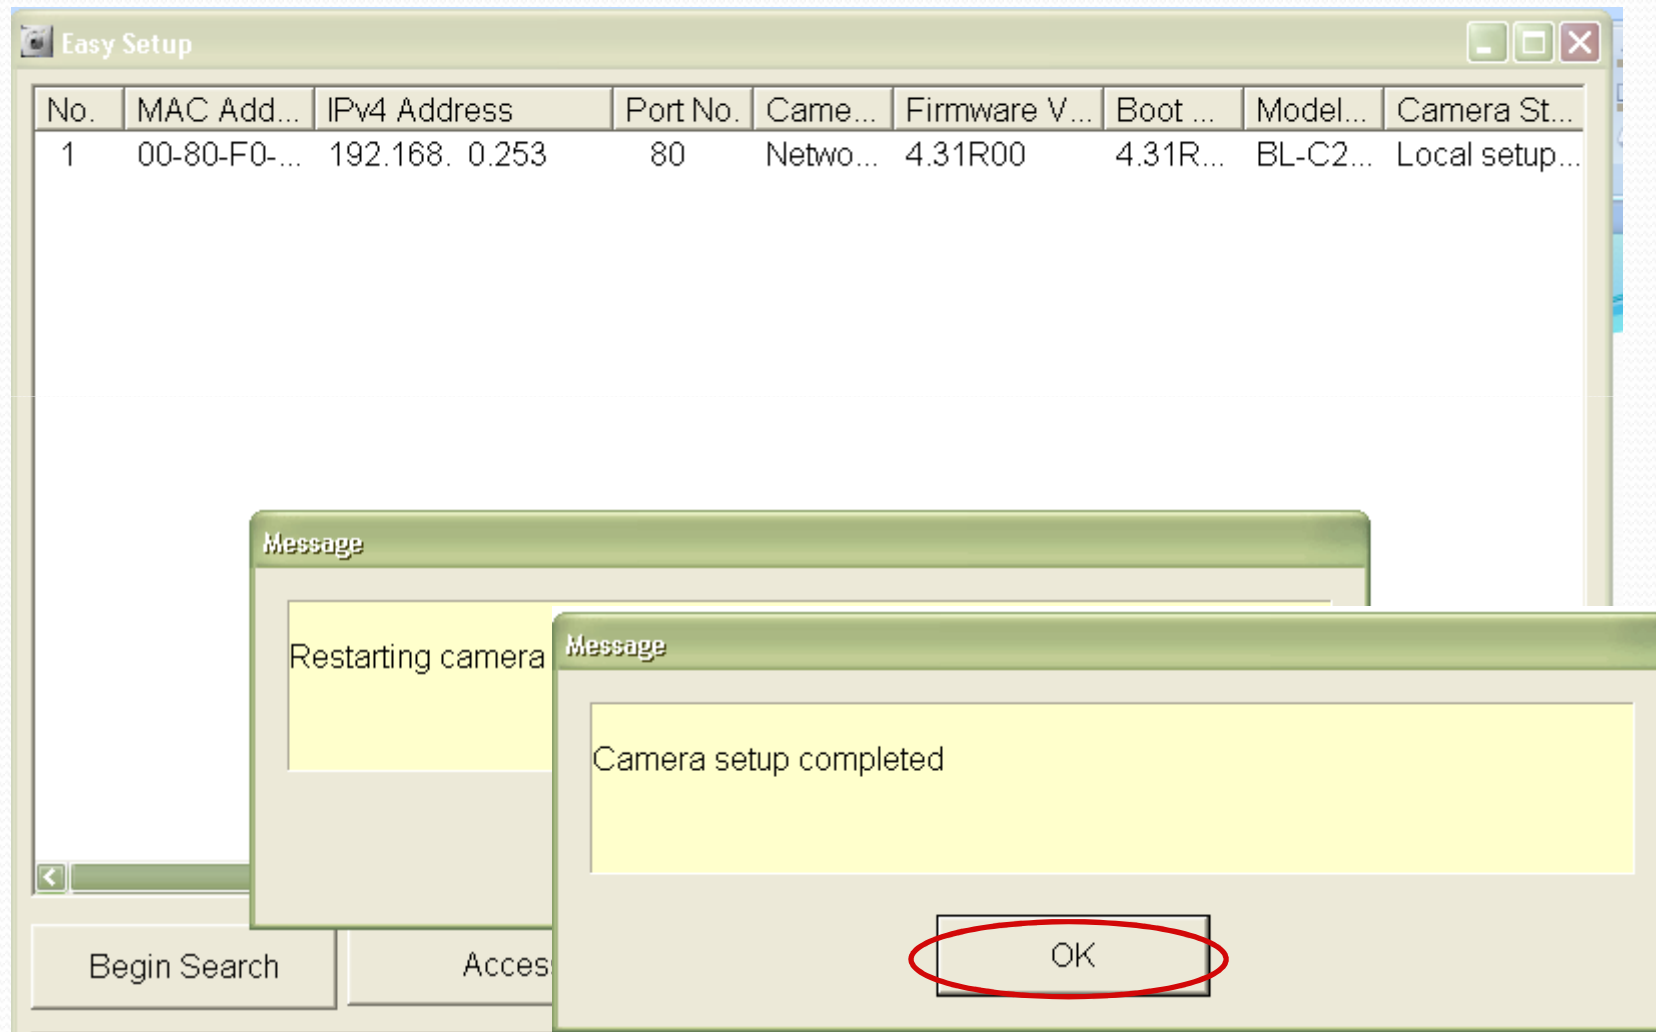 Easy Setup
No. MAC Add... IPv4 Address Port No. Came... Firmware V... Boot ... Model... Camera St...
1 00-80-F0-... 192.168. 0.253 80 Netwo... 4.31R00 4.31R... BL-C2... Local setup...
Message
Restarting camera
Message
Camera setup completed
OK
Begin Search
Acces